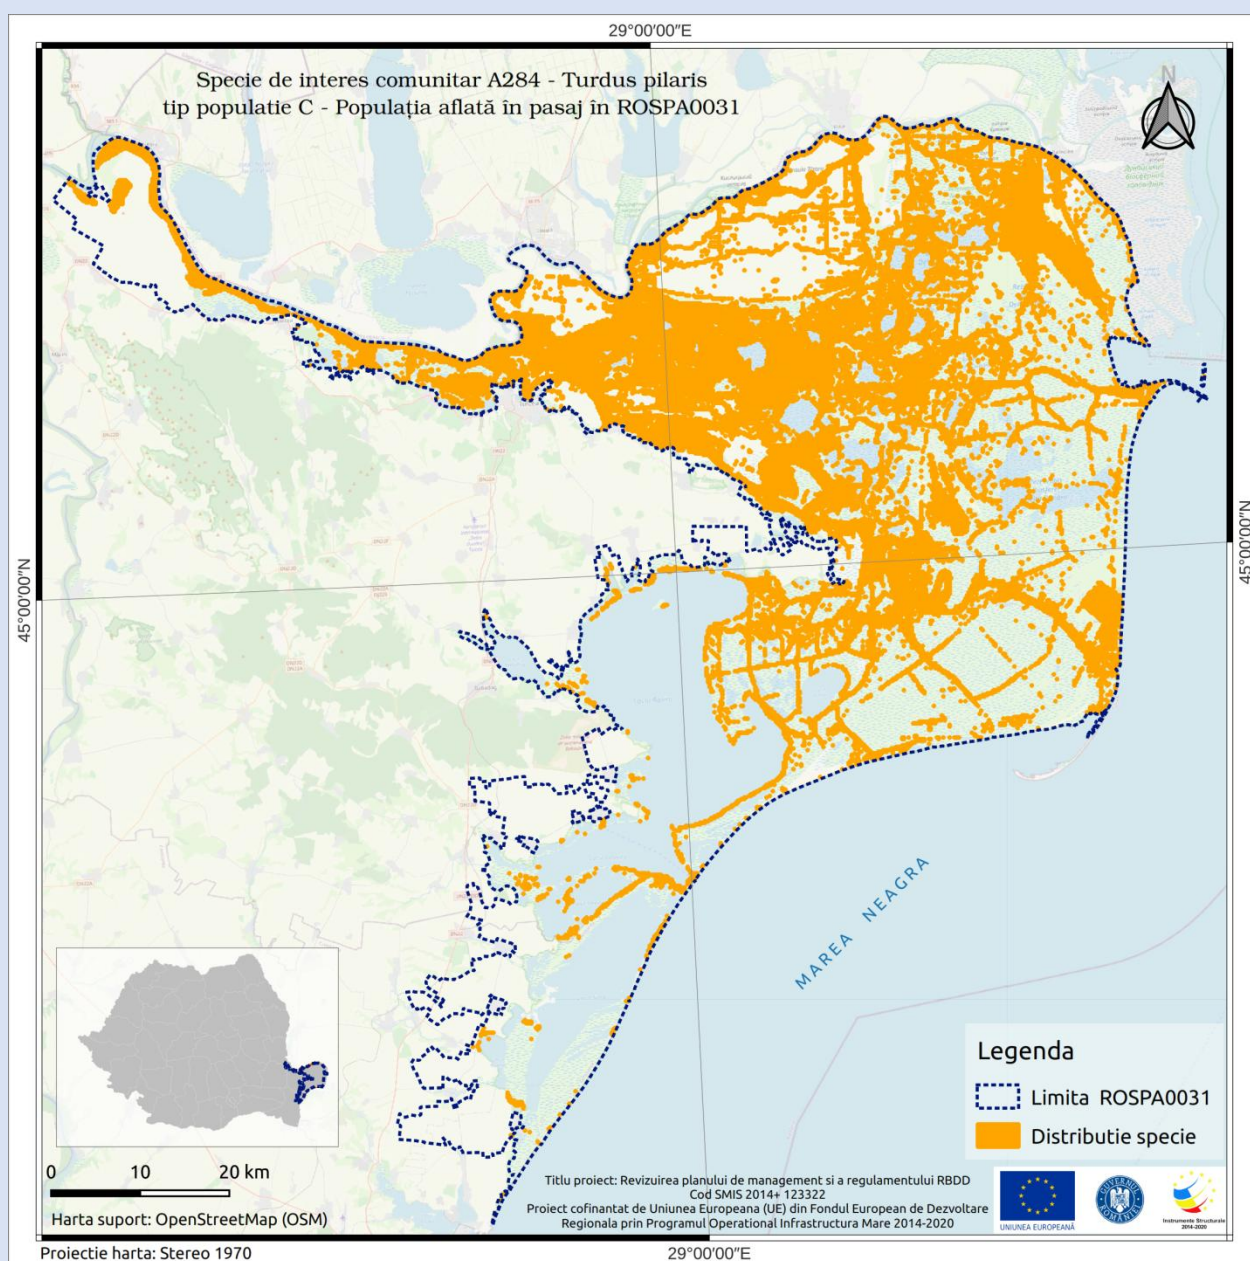 29°00′00″E
Specie de interes comunitar A284 - Turdus pilaris
tip populatie C - Populația aflată în pasaj în ROSPA0031
N
45°00′00″N
45°00′00″N
MAREA NEAGRA
Legenda
Limita ROSPA0031
Distributie specie
0 10 20 km
Harta suport: OpenStreetMap (OSM)
Titlu proiect: Revizuirea planului de management si a regulamentului RBDD
Cod SMIS 2014+ 123322
Proiect cofinantat de Uniunea Europeana (UE) din Fondul European de Dezvoltare
Regionala prin Programul Operational Infrastructura Mare 2014-2020
UNIUNEA EUROPEANĂ
GUVERNUL ROMÂNIEI
Instrumente Structurale
2014-2020
Proiectie harta: Stereo 1970
29°00′00″E